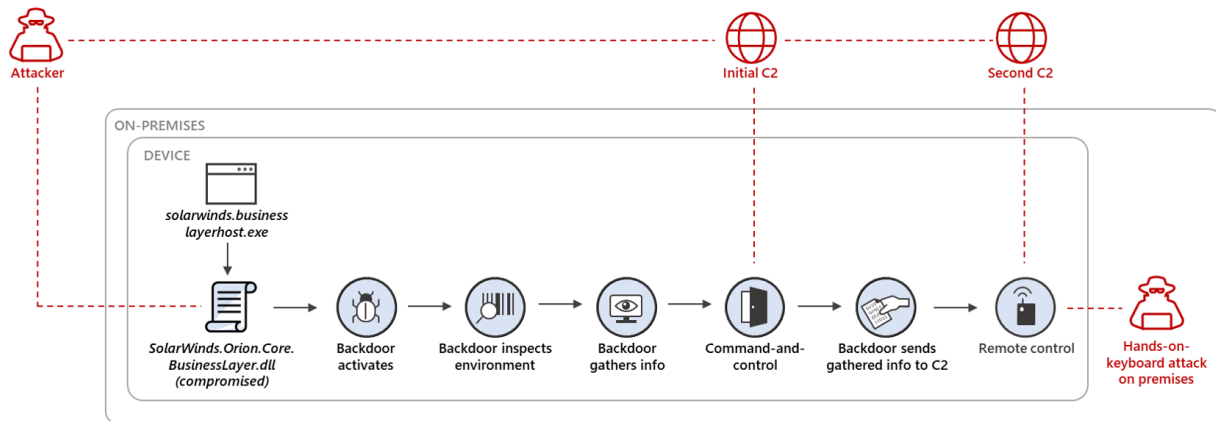 Attacker
Initial C2
Second C2
ON-PREMISES
DEVICE
solarwinds.business
layerhost.exe
SolarWinds.Orion.Core.
BusinessLayer.dll
(compromised)
Backdoor
activates
Backdoor inspects
environment
Backdoor
gathers info
Command-and-
control
Backdoor sends
gathered info to C2
Remote control
Hands-on-
keyboard attack
on premises